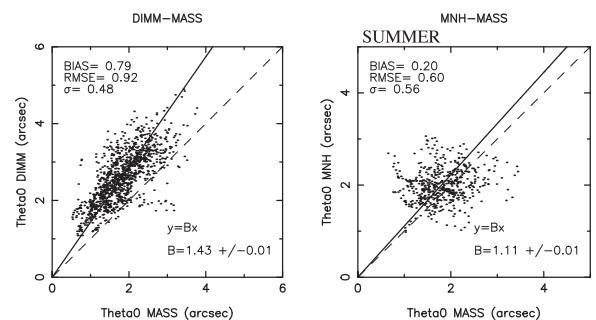 DIMM-MASS
BIAS= 0.79
RMSE= 0.92
σ= 0.48
Theta0 DIMM (arcsec)
6
4
2
0
y=Bx
B=1.43 +/-0.01
0 2 4 6
Theta0 MASS (arcsec)
MNH-MASS
SUMMER
BIAS= 0.20
RMSE= 0.60
σ= 0.56
Theta0 MNH (arcsec)
4
2
0
y=Bx
B=1.11 +/-0.01
0 2 4
Theta0 MASS (arcsec)